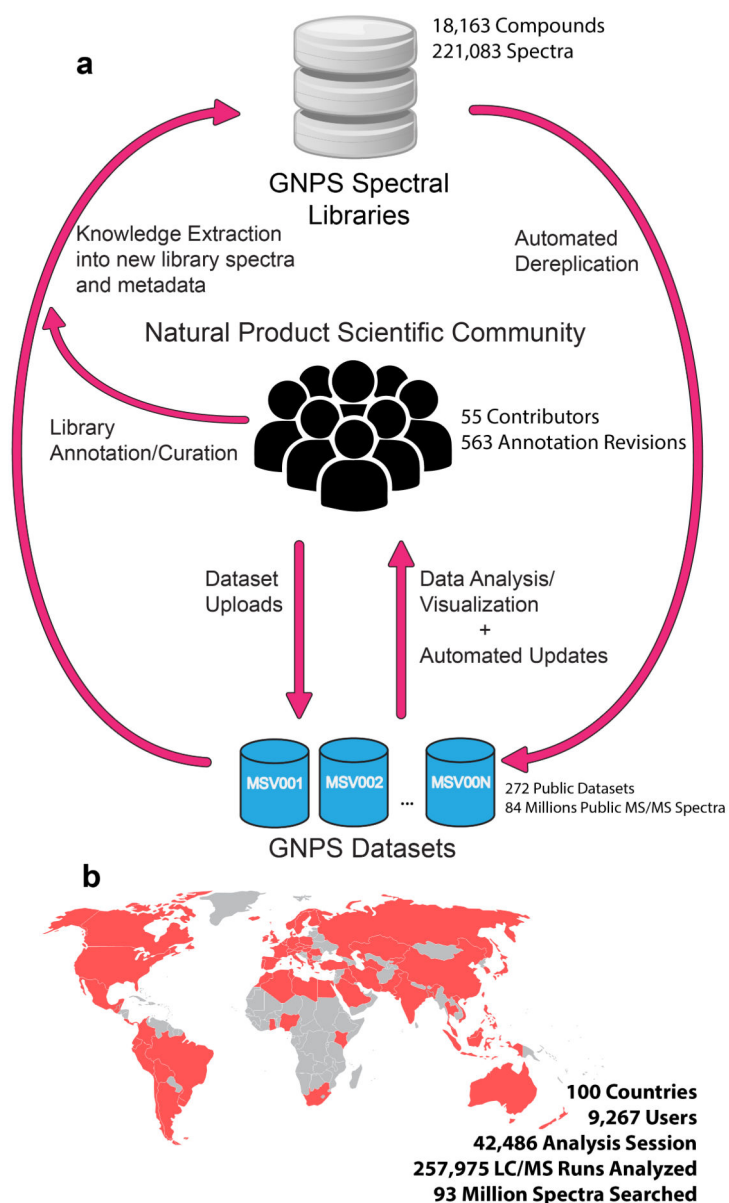 a
18,163 Compounds
221,083 Spectra
GNPS Spectral
Libraries
Knowledge Extraction
into new library spectra
and metadata
Automated
Dereplication
Natural Product Scientific Community
Library
Annotation/Curation
55 Contributors
563 Annotation Revisions
Dataset
Uploads
Data Analysis/
Visualization
+
Automated Updates
MSV001
MSV002
...
MSV00N
272 Public Datasets
84 Millions Public MS/MS Spectra
GNPS Datasets
b
100 Countries
9,267 Users
42,486 Analysis Session
257,975 LC/MS Runs Analyzed
93 Million Spectra Searched